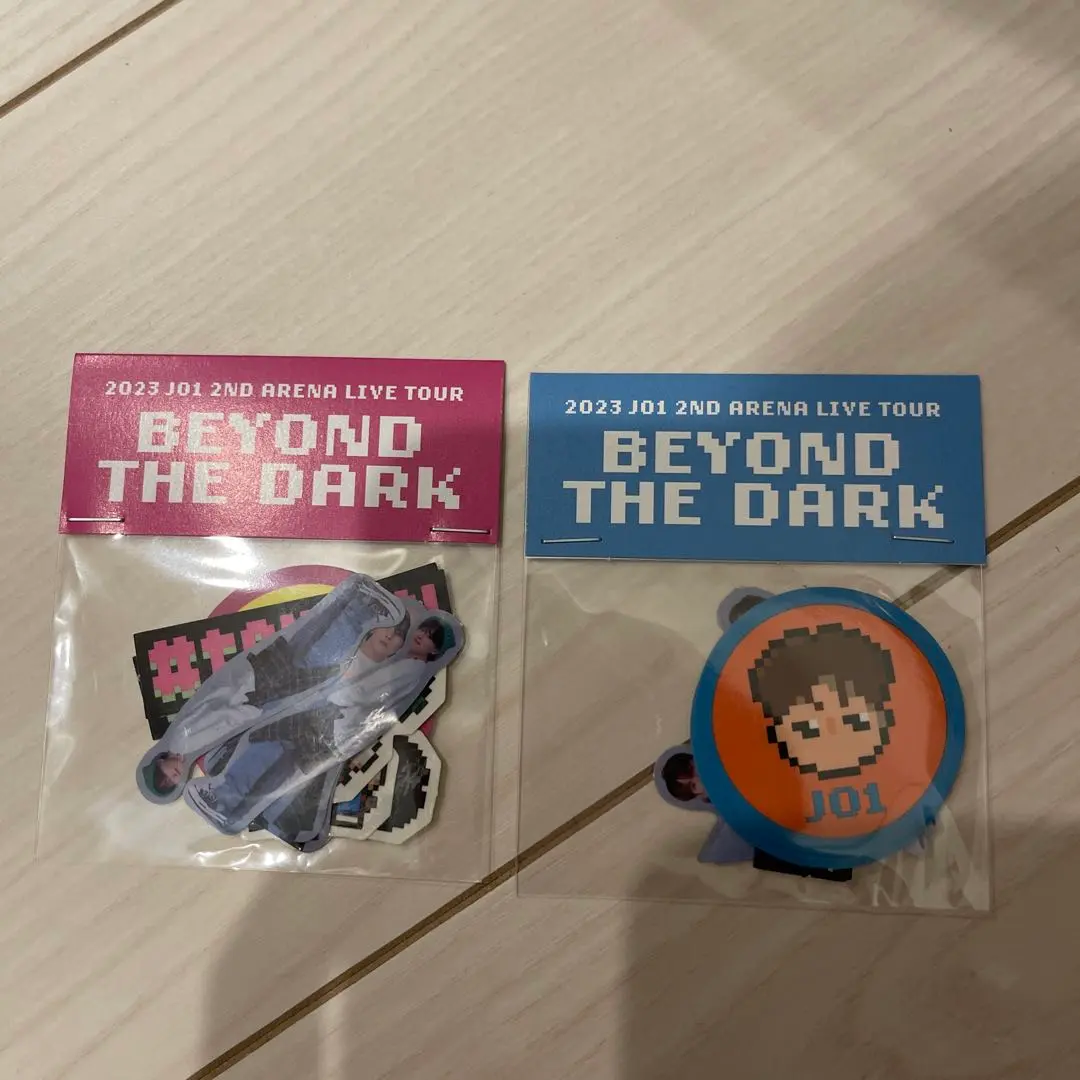 2023 JO1 2ND ARENA LIVE TOUR
BEYOND
THE DARK
2023 JO1 2ND ARENA LIVE TOUR
BEYOND
THE DARK
JO1